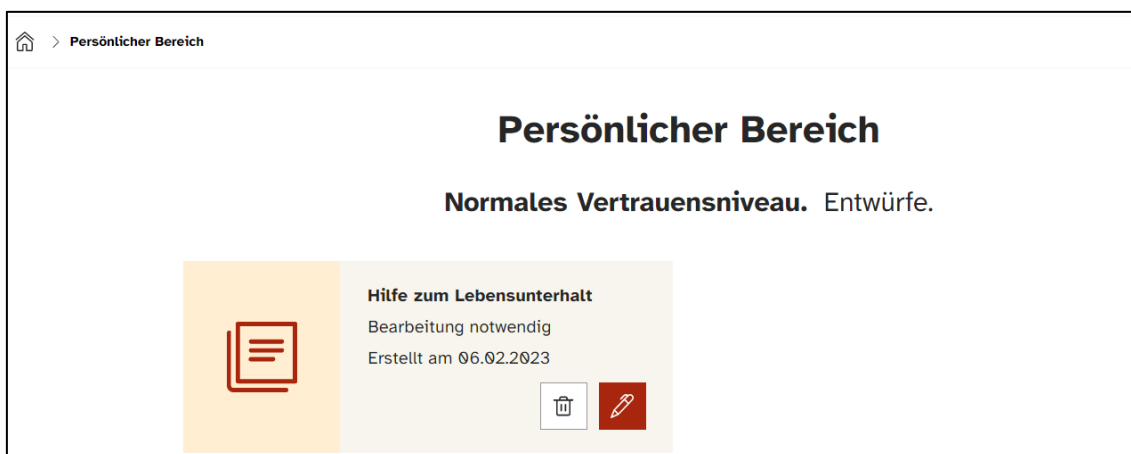 Persönlicher Bereich
Persönlicher Bereich
Normales Vertrauensniveau. Entwürfe.
Hilfe zum Lebensunterhalt
Bearbeitung notwendig
Erstellt am 06.02.2023